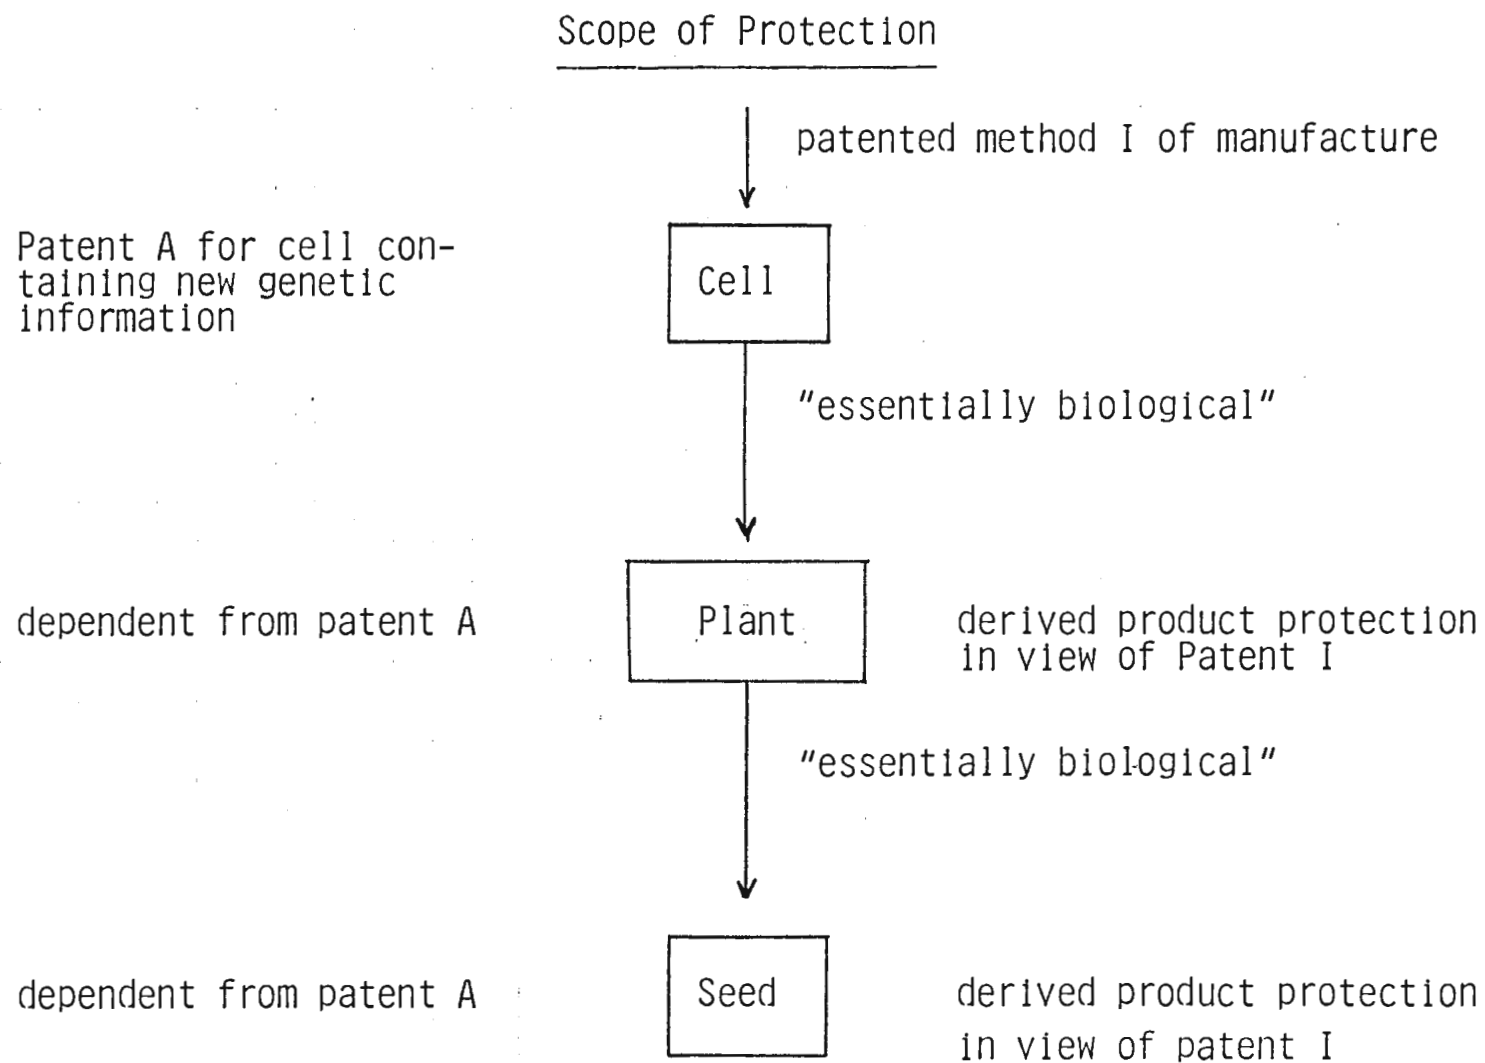 Scope of Protection
patented method I of manufacture
Patent A for cell con-
taining new genetic
information
Cell
"essentially biological"
dependent from patent A
Plant
derived product protection
in view of Patent I
"essentially biological"
dependent from patent A
Seed
derived product protection
in view of patent I